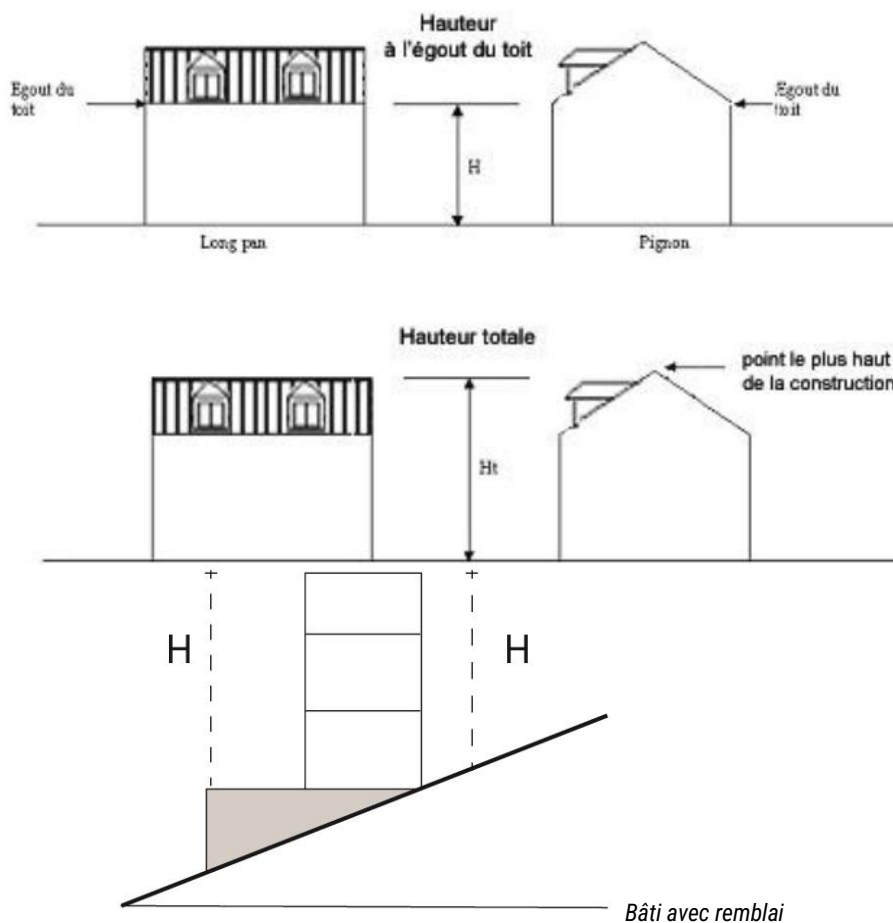 Hauteur
à l'égout du toit
Egout du
toit
Ægout du
toit
H
Long pan
Pignon
Hauteur totale
point le plus haut
de la construction
Ht
H
H
Bâti avec remblai